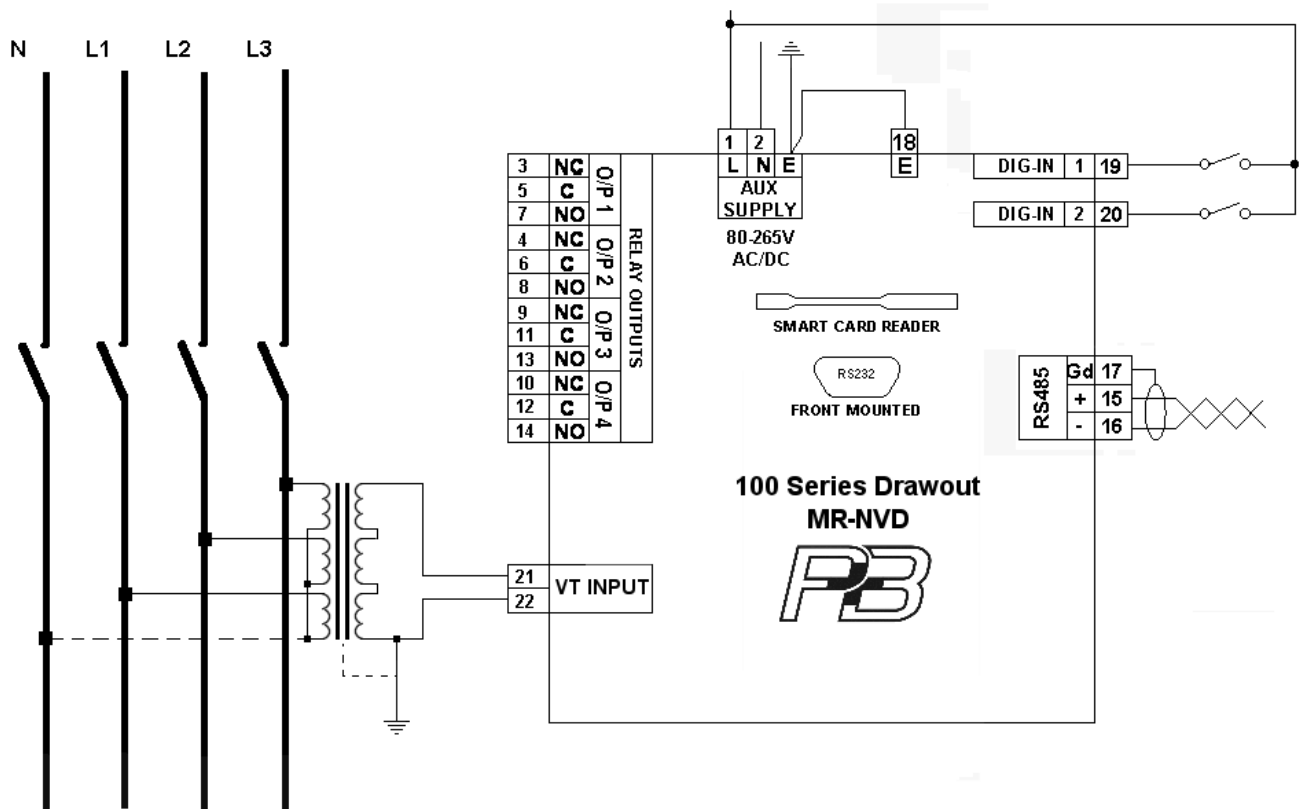 N L1 L2 L3
1 2
L N E
AUX
SUPPLY
80-265V
AC/DC
18
E
DIG-IN 1 19
DIG-IN 2 20
3 NC
5 C
7 NO
O/P 1
4 NC
6 C
8 NO
O/P 2
9 NC
11 C
13 NO
O/P 3
10 NC
12 C
14 NO
O/P 4
RELAY OUTPUTS
SMART CARD READER
RS232
FRONT MOUNTED
RS485
Gd 17
+ 15
- 16
100 Series Drawout
MR-NVD
PB
21
22
VT INPUT